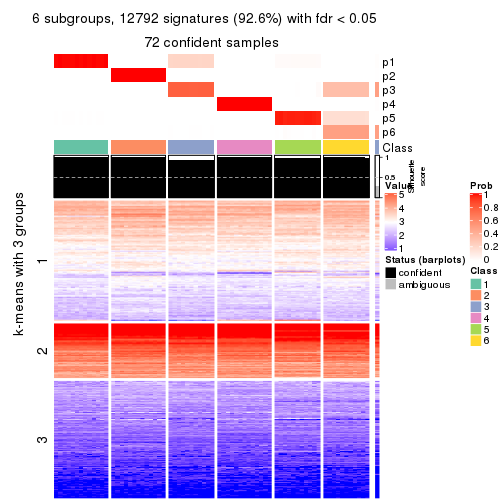 6 subgroups, 12792 signatures (92.6%) with fdr < 0.05
72 confident samples
p1
p2
p3
p4
p5
p6
Class
1
0.5
Silhouette
score
k-means with 3 groups
1
2
3
Value
5
4
3
2
1
Status (barplots)
confident
ambiguous
Prob
1
0.8
0.6
0.4
0.2
0
Class
1
2
3
4
5
6